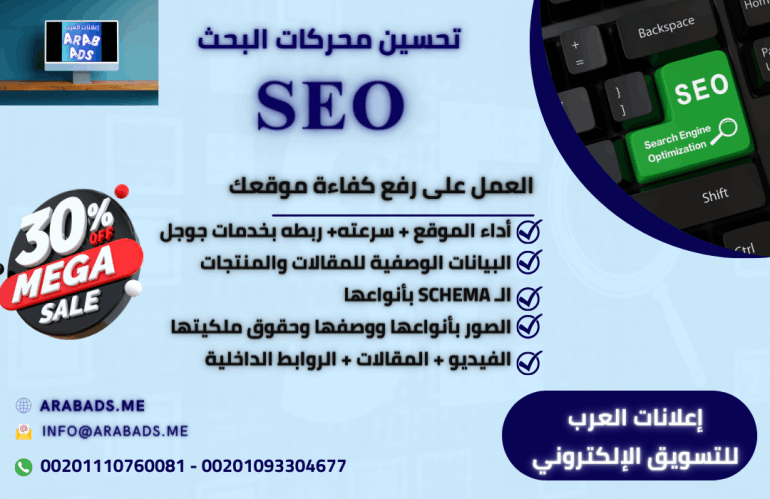 إعلانات العرب
ARAB
ADS
تحسين محركات البحث
SEO
+
=
}
]
Backspace
Home
SEO
Search Engine
Optimization
Shift
Ctrl
العمل على رفع كفاءة موقعك
أداء الموقع + سرعته+ ربطه بخدمات جوجل
البيانات الوصفية للمقالات والمنتجات
الـ SCHEMA بأنواعها
الصور بأنواعها ووصفها وحقوق ملكيتها
الفيديو + المقالات + الروابط الداخلية
30%
OFF
MEGA
SALE
ARABADS.ME
INFO@ARABADS.ME
00201110760081 - 00201093304677
إعلانات العرب
للتسويق الإلكتروني